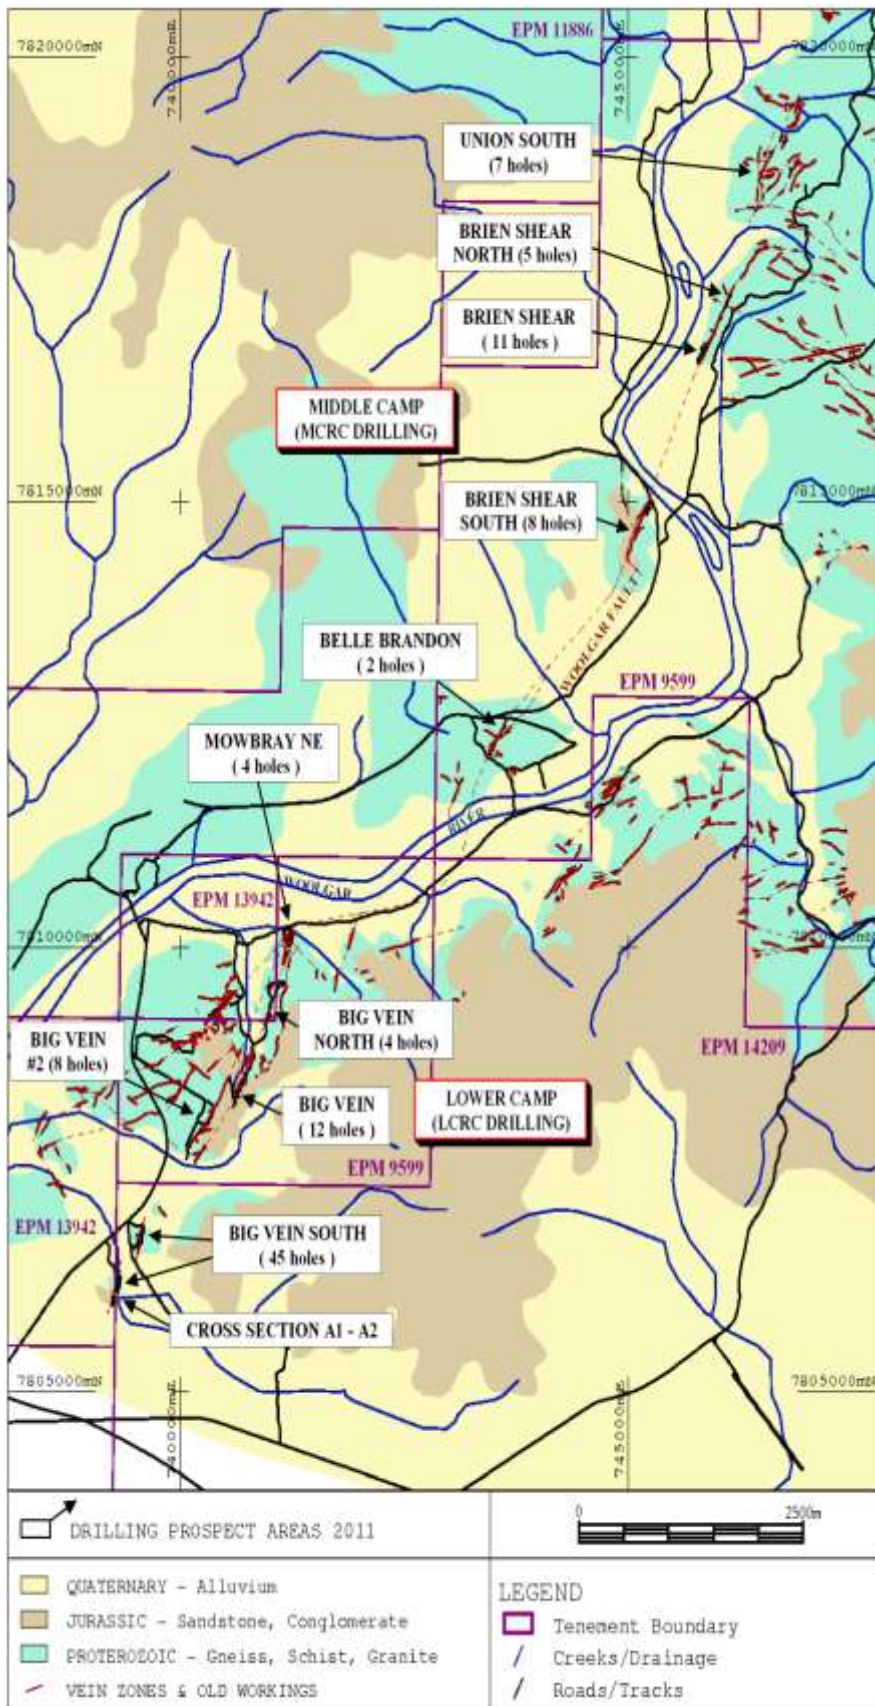 EPM 11886
7820000mN
7820000mN
740000mE
745000mE
UNION SOUTH
(7 holes)
BRIEN SHEAR
NORTH (5 holes)
BRIEN SHEAR
( 11 holes )
MIDDLE CAMP
(MCRC DRILLING)
7815000mN
7815000mN
BRIEN SHEAR
SOUTH (8 holes)
WOOLGAR FAULT
BELLE BRANDON
( 2 holes )
EPM 9599
MOWBRAY NE
( 4 holes )
RIVER
WOOLGAR
EPM 13942
7810000mN
7810000mN
BIG VEIN
NORTH (4 holes)
BIG VEIN
#2 (8 holes)
EPM 14209
BIG VEIN
( 12 holes )
LOWER CAMP
(LCRC DRILLING)
EPM 9599
EPM 13942
BIG VEIN SOUTH
( 45 holes )
CROSS SECTION A1 - A2
7805000mN
7805000mN
740000mE
745000mE
DRILLING PROSPECT AREAS 2011
0 2500m
QUATERNARY - Alluvium
JURASSIC - Sandstone, Conglomerate
PROTEROZOIC - Gneiss, Schist, Granite
VEIN ZONES & OLD WORKINGS
LEGEND
Tenement Boundary
Creeks/Drainage
Roads/Tracks